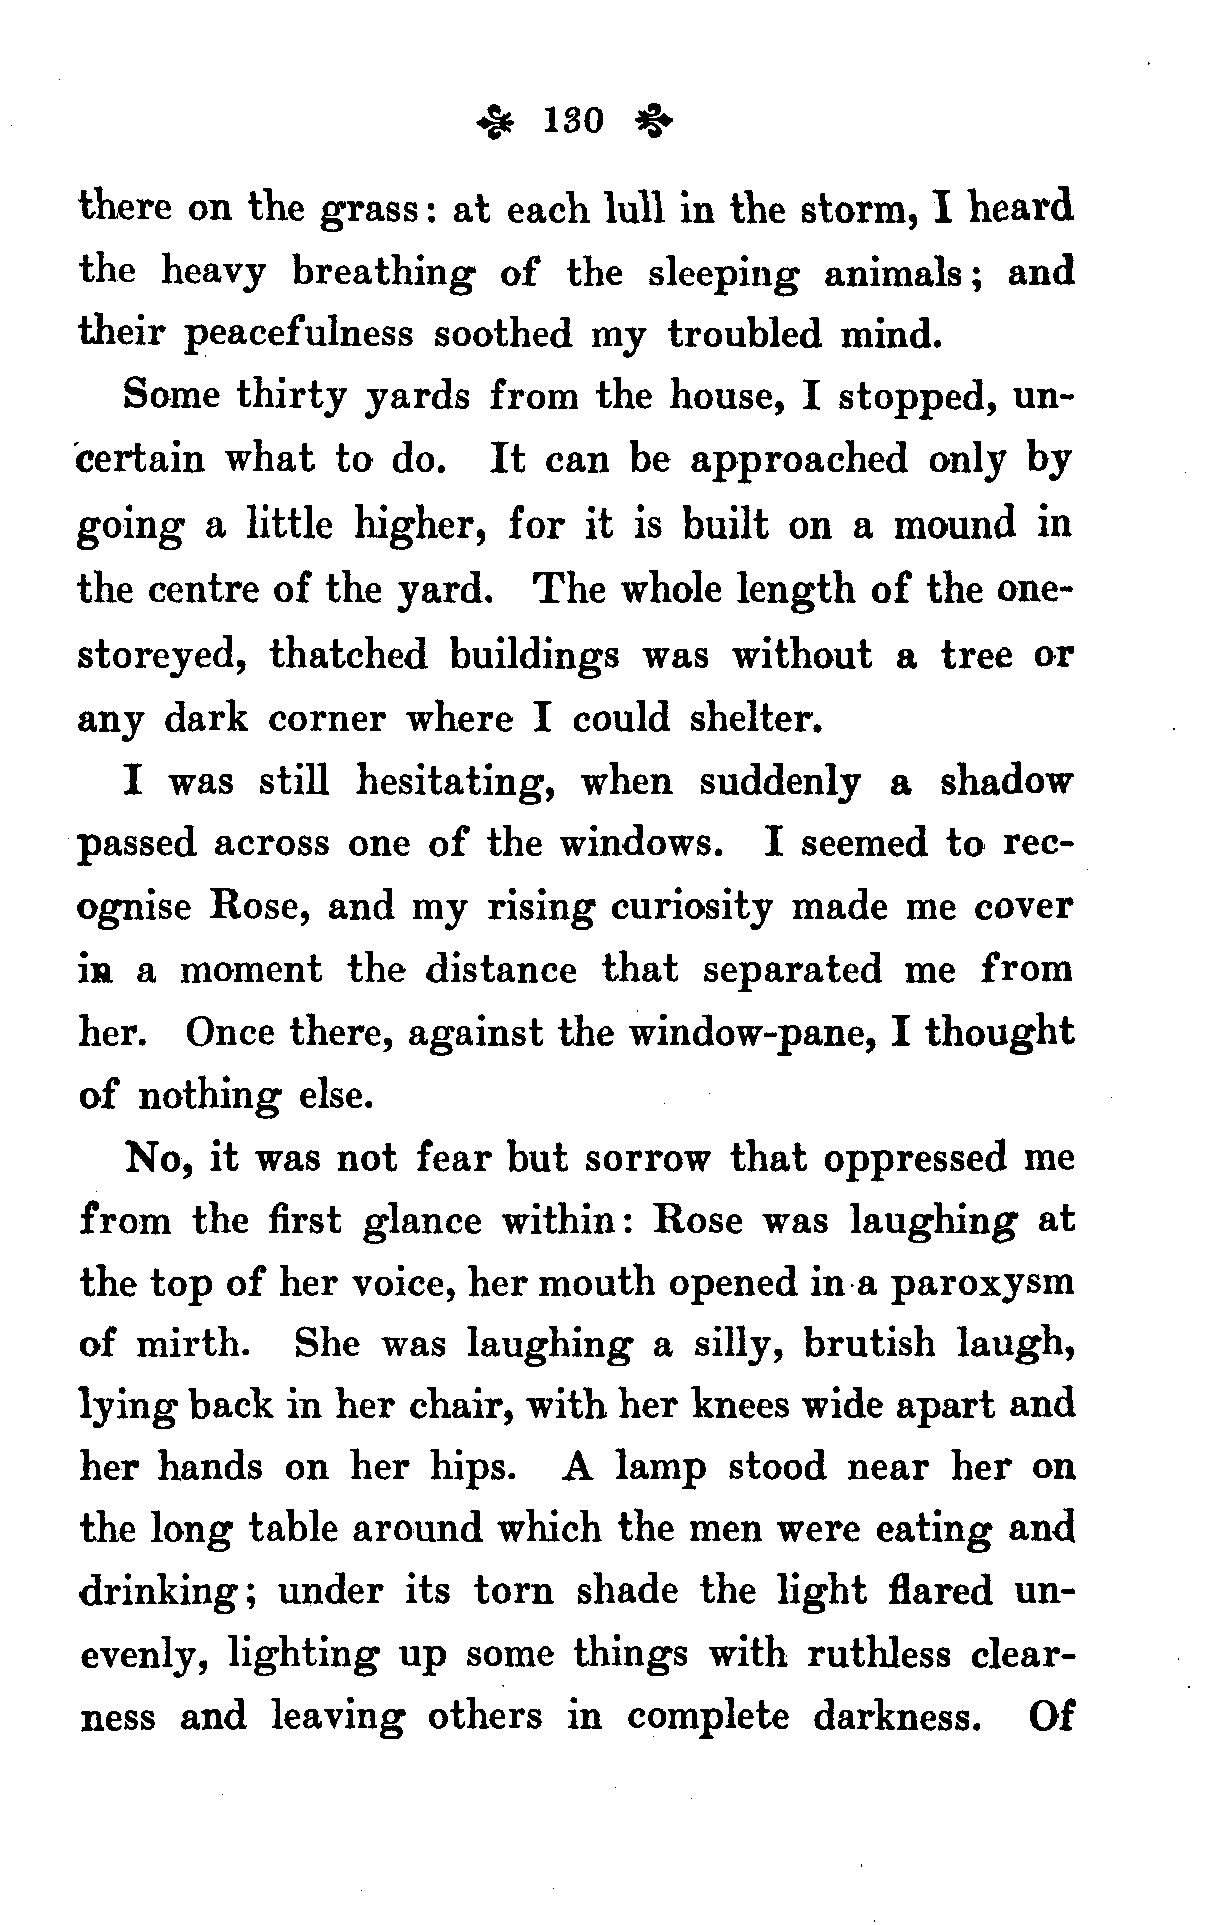 130
there on the grass: at each lull in the storm, I heard
the heavy breathing of the sleeping animals; and
their peacefulness soothed my troubled mind.
Some thirty yards from the house, I stopped, un-
certain what to do. It can be approached only by
going a little higher, for it is built on a mound in
the centre of the yard. The whole length of the one-
storeyed, thatched buildings was without a tree or
any dark corner where I could shelter.
I was still hesitating, when suddenly a shadow
passed across one of the windows. I seemed to rec-
ognise Rose, and my rising curiosity made me cover
in a moment the distance that separated me from
her. Once there, against the window-pane, I thought
of nothing else.
No, it was not fear but sorrow that oppressed me
from the first glance within: Rose was laughing at
the top of her voice, her mouth opened in a paroxysm
of mirth. She was laughing a silly, brutish laugh,
lying back in her chair, with her knees wide apart and
her hands on her hips. A lamp stood near her on
the long table around which the men were eating and
drinking; under its torn shade the light flared un-
evenly, lighting up some things with ruthless clear-
ness and leaving others in complete darkness. Of